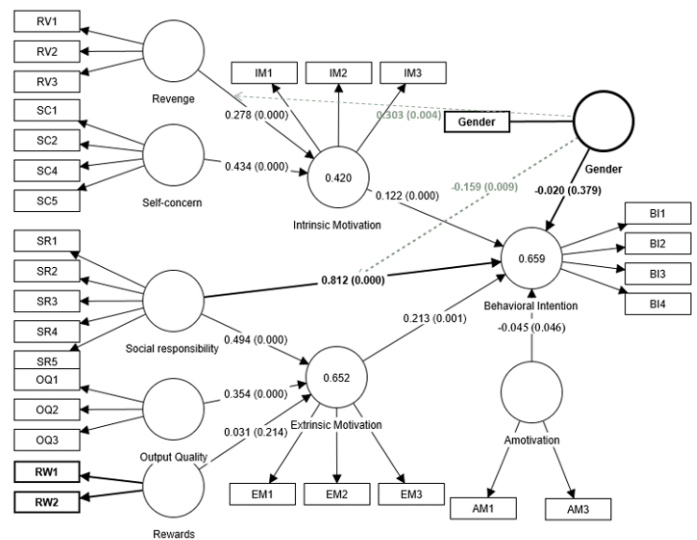 RV1
RV2
RV3
Revenge
SC1
SC2
SC4
SC5
Self-concern
IM1
IM2
IM3
0.278 (0.000)
0.303 (0.004)
Gender
Gender
0.434 (0.000)
0.420
Intrinsic Motivation
0.122 (0.000)
-0.159 (0.009)
-0.020 (0.379)
BI1
BI2
BI3
BI4
0.659
Behavioral Intention
SR1
SR2
SR3
SR4
SR5
Social responsibility
0.812 (0.000)
0.213 (0.001)
-0.045 (0.046)
0.494 (0.000)
OQ1
OQ2
OQ3
Output Quality
0.354 (0.000)
0.652
Extrinsic Motivation
0.031 (0.214)
Amotivation
RW1
RW2
Rewards
EM1
EM2
EM3
AM1
AM3